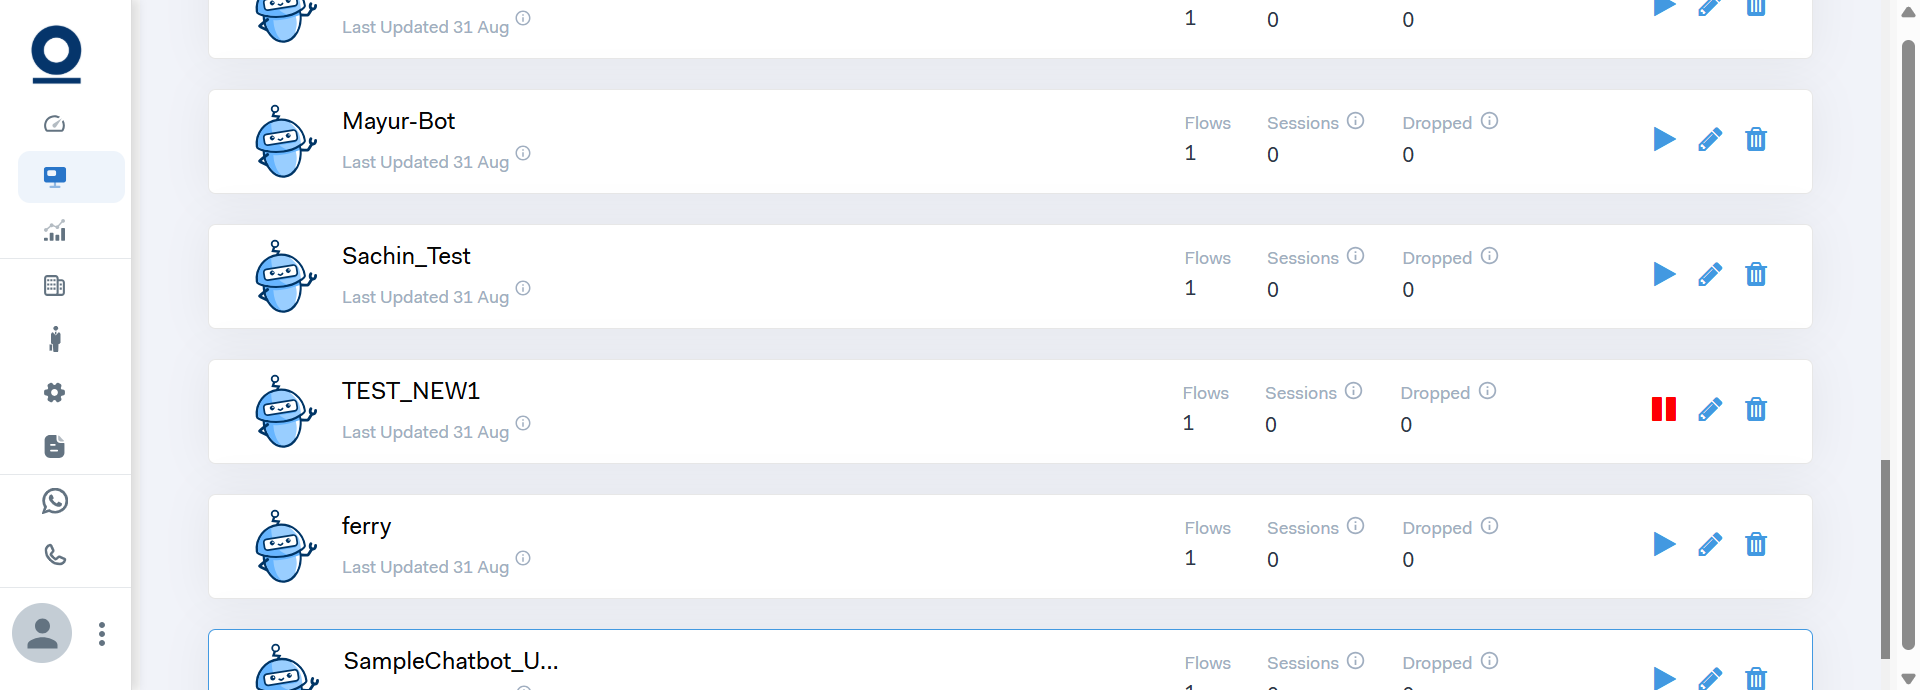 Last Updated 31 Aug
1
0
0
Mayur-Bot
Last Updated 31 Aug
Flows
1
Sessions
0
Dropped
0
Sachin_Test
Last Updated 31 Aug
Flows
1
Sessions
0
Dropped
0
TEST_NEW1
Last Updated 31 Aug
Flows
1
Sessions
0
Dropped
0
ferry
Last Updated 31 Aug
Flows
1
Sessions
0
Dropped
0
SampleChatbot_U...
Flows
Sessions
Dropped